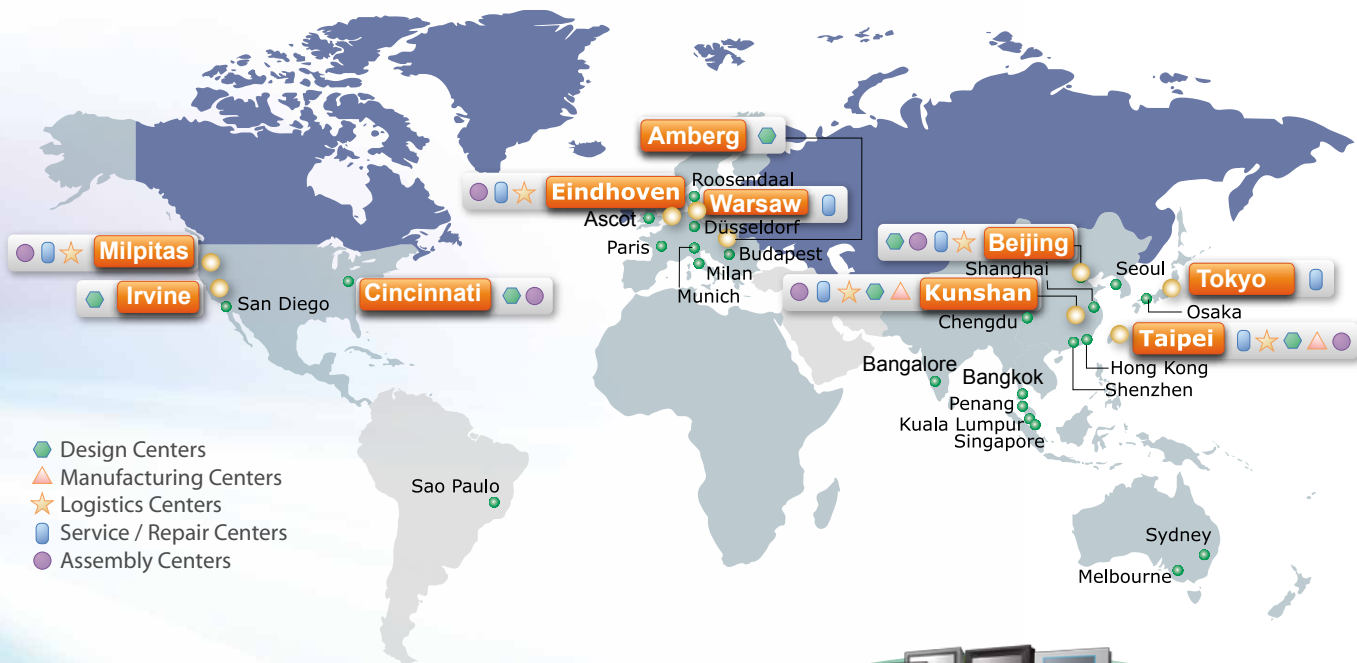 Amberg
Roosendaal
Eindhoven
Warsaw
Ascot
Düsseldorf
Paris
Budapest
Milan
Munich
Milpitas
Irvine
San Diego
Cincinnati
Beijing
Shanghai
Seoul
Tokyo
Kunshan
Osaka
Chengdu
Taipei
Hong Kong
Shenzhen
Bangalore
Bangkok
Penang
Kuala Lumpur
Singapore
Design Centers
Manufacturing Centers
Logistics Centers
Service / Repair Centers
Assembly Centers
Sao Paulo
Sydney
Melbourne